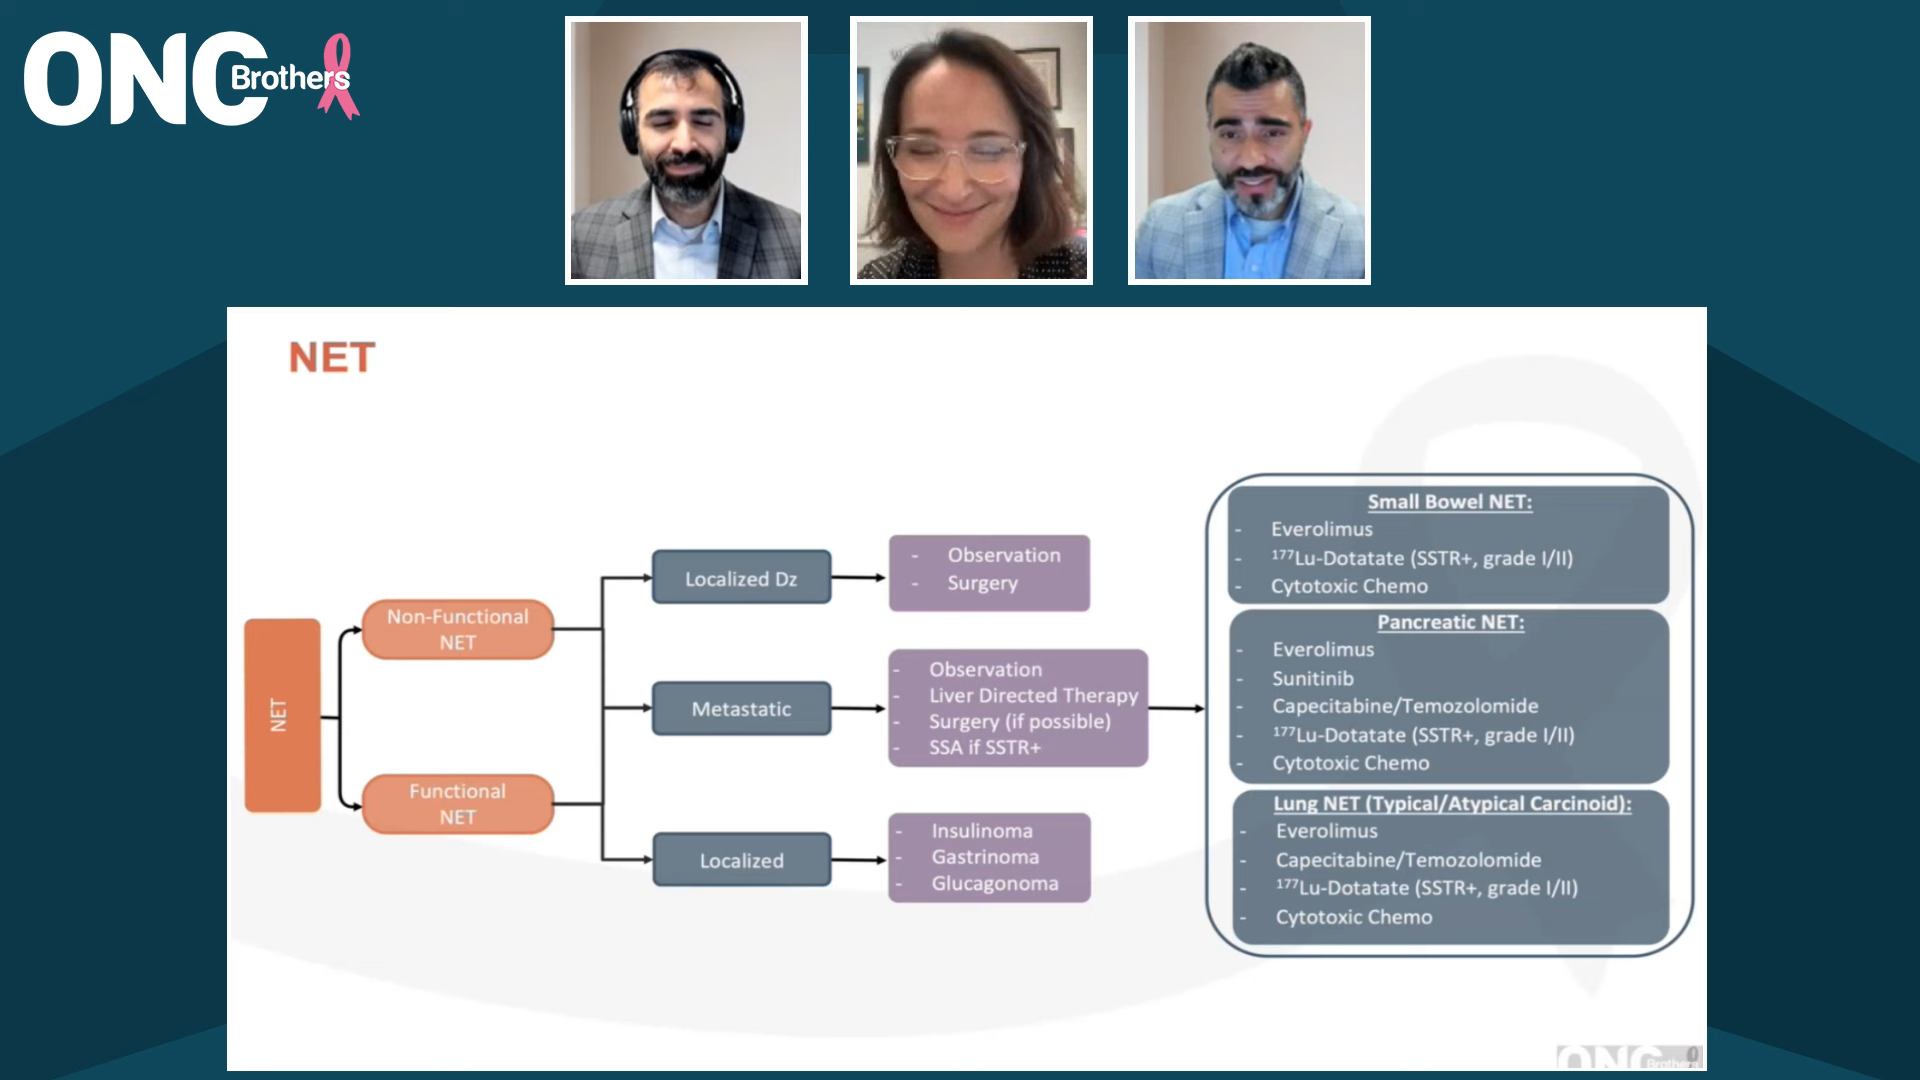 ONC Brothers
NET
NET
Non-Functional
NET
Functional
NET
Localized Dz
Metastatic
Localized
- Observation
- Surgery
- Observation
- Liver Directed Therapy
- Surgery (if possible)
- SSA if SSTR+
- Insulinoma
- Gastrinoma
- Glucagonoma
Small Bowel NET:
- Everolimus
- ¹⁷⁷Lu-Dotatate (SSTR+, grade I/II)
- Cytotoxic Chemo
Pancreatic NET:
- Everolimus
- Sunitinib
- Capecitabine/Temozolomide
- ¹⁷⁷Lu-Dotatate (SSTR+, grade I/II)
- Cytotoxic Chemo
Lung NET (Typical/Atypical Carcinoid):
- Everolimus
- Capecitabine/Temozolomide
- ¹⁷⁷Lu-Dotatate (SSTR+, grade I/II)
- Cytotoxic Chemo
ONC Brothers